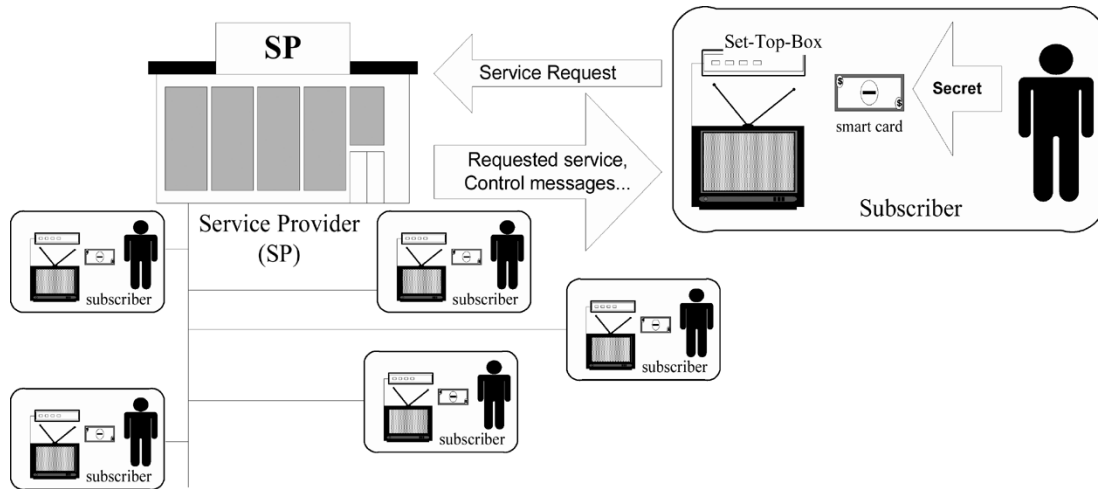 SP
Service Request
Requested service,
Control messages...
Service Provider
(SP)
Set-Top-Box
smart card
$
$
Secret
Subscriber
subscriber
subscriber
subscriber
subscriber
subscriber